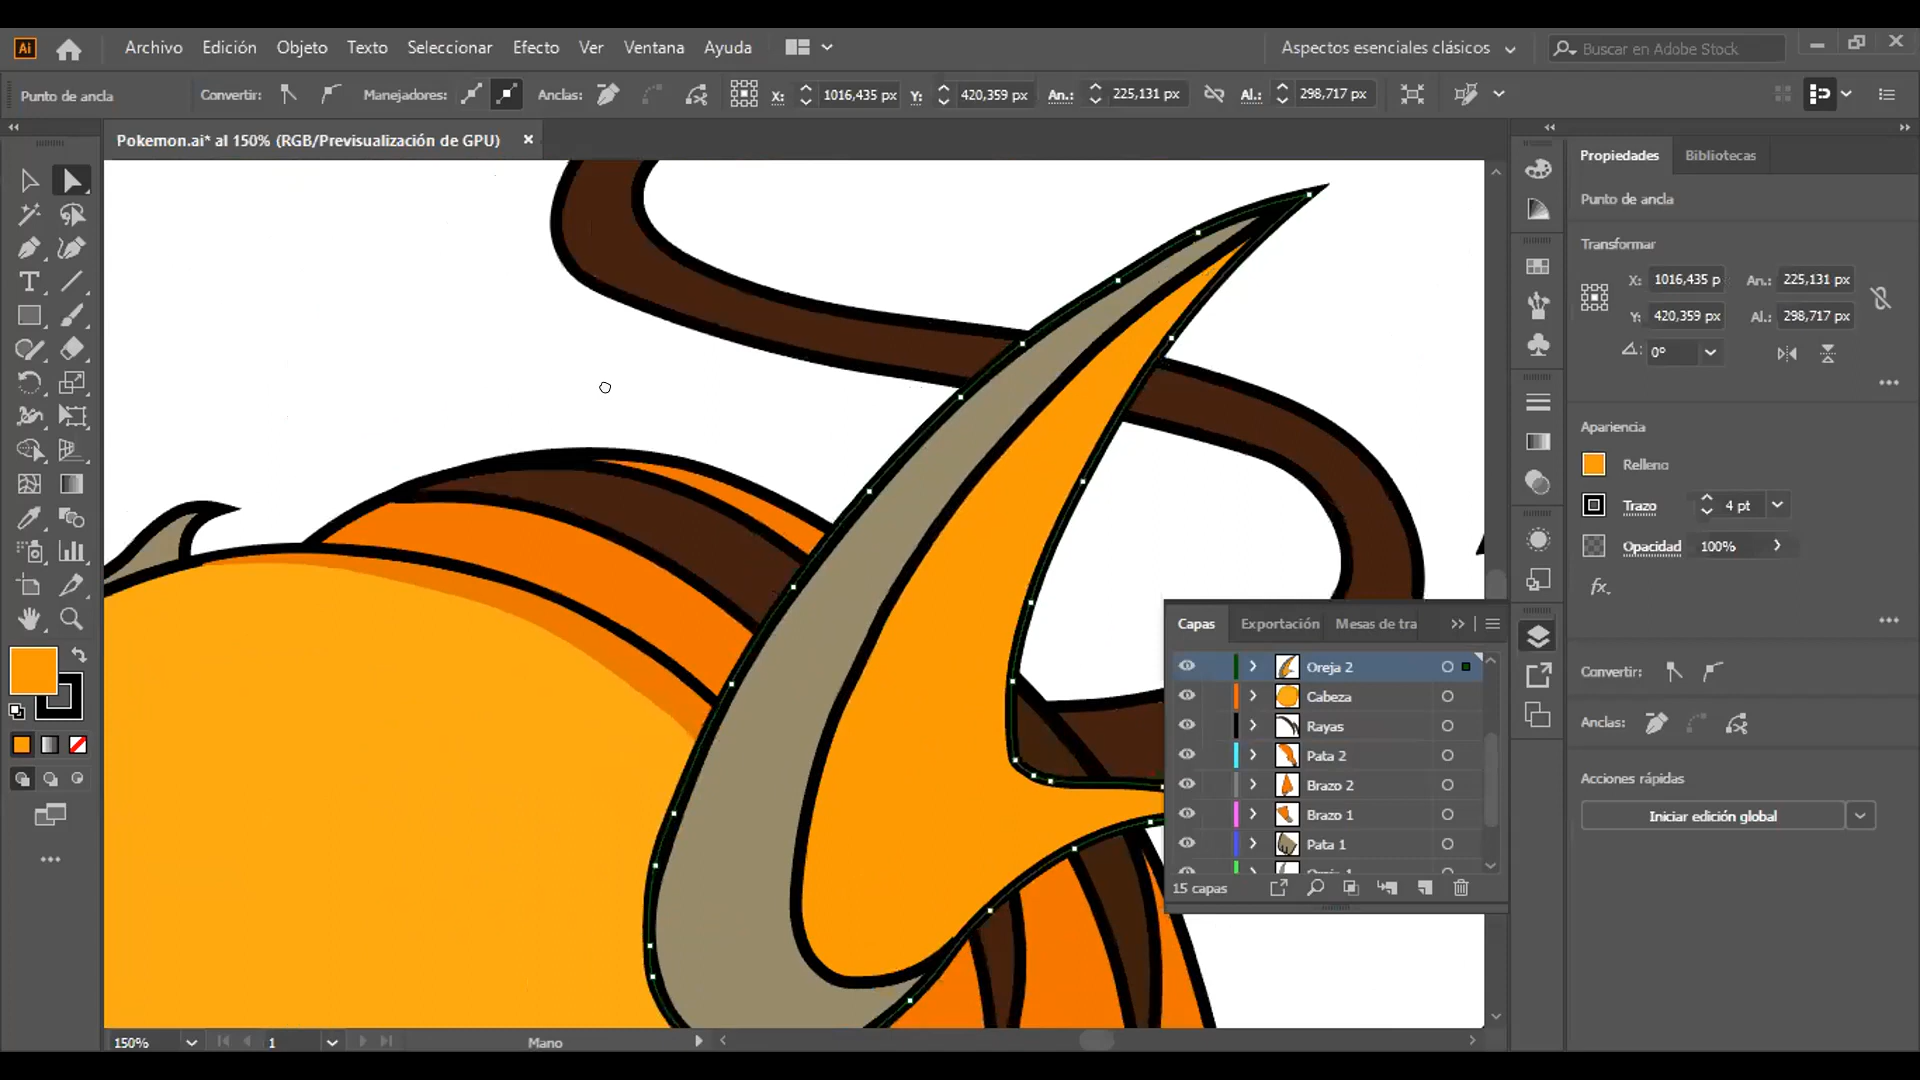 Ai Archivo Edición Objeto Texto Seleccionar Efecto Ver Ventana Ayuda Aspectos esenciales clásicos Buscar en Adobe Stock
Punto de ancla Convertir: Manejadores: Anclas: X: 1016,435 px Y: 420,359 px An.: 225,131 px Al.: 298,717 px
Pokemon.ai* al 150% (RGB/Previsualización de GPU)
Propiedades Bibliotecas
Punto de ancla
Transformar
X: 1016,435 p An.: 225,131 px
Y: 420,359 px Al.: 298,717 px
0°
Apariencia
Relleno
Trazo 4 pt
Opacidad 100%
fx.
Convertir:
Anclas:
Acciones rápidas
Iniciar edición global
Capas Exportación Mesas de tra
Oreja 2
Cabeza
Rayas
Pata 2
Brazo 2
Brazo 1
Pata 1
15 capas
150% 1 Mano